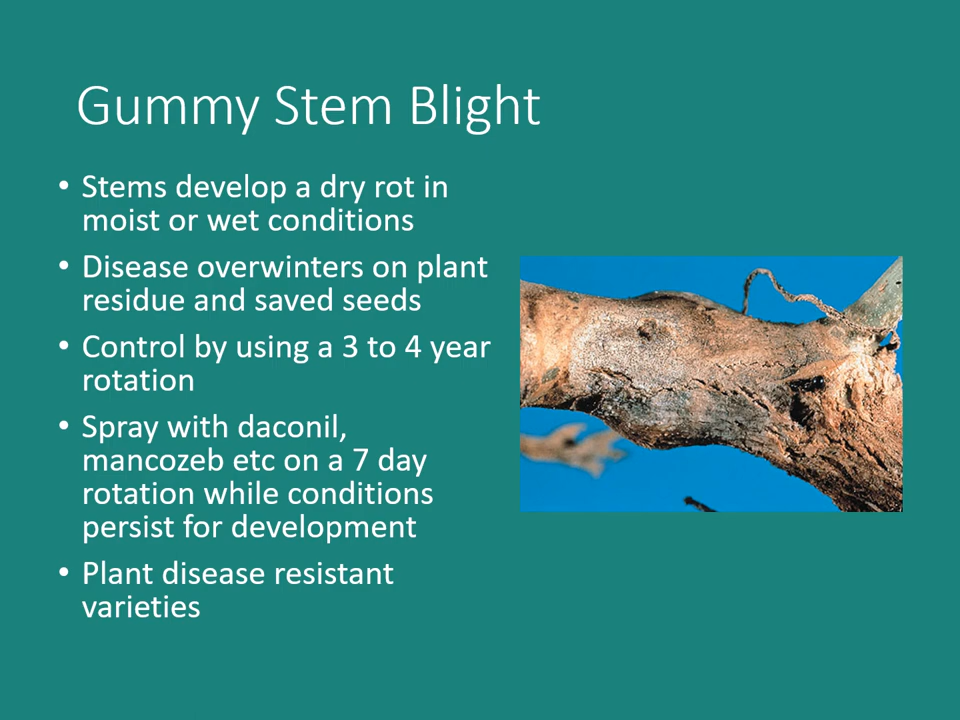 Gummy Stem Blight
• Stems develop a dry rot in
moist or wet conditions
• Disease overwinters on plant
residue and saved seeds
• Control by using a 3 to 4 year
rotation
• Spray with daconil,
mancozeb etc on a 7 day
rotation while conditions
persist for development
• Plant disease resistant
varieties